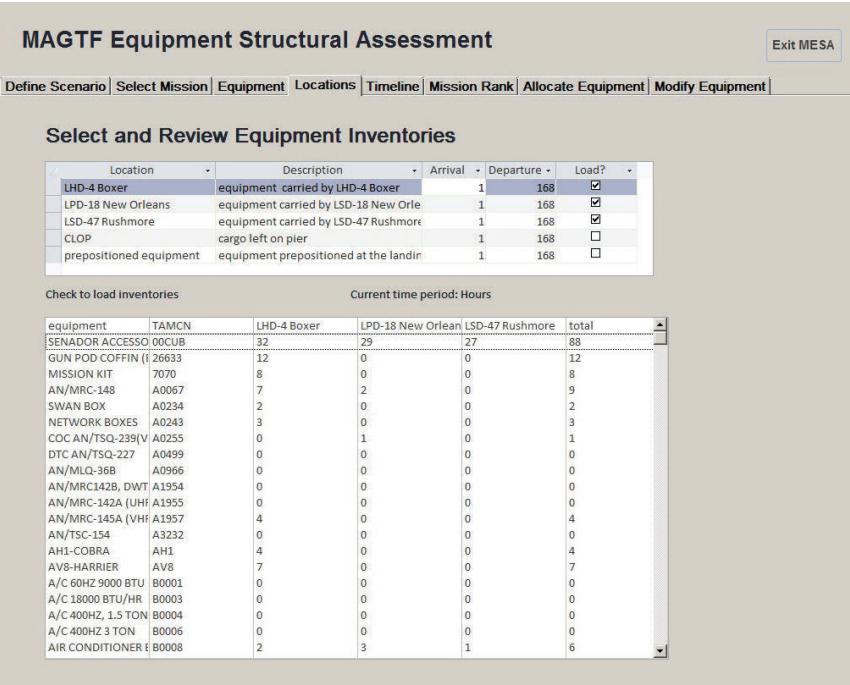 MAGTF Equipment Structural Assessment
Exit MESA
Define Scenario Select Mission Equipment Locations Timeline Mission Rank Allocate Equipment Modify Equipment
Select and Review Equipment Inventories
Location Description Arrival Departure Load?
LHD-4 Boxer equipment carried by LHD-4 Boxer 1 168
LPD-18 New Orleans equipment carried by LSD-18 New Orle 1 168
LSD-47 Rushmore equipment carried by LSD-47 Rushmore 1 168
CLOP cargo left on pier 1 168
prepositioned equipment equipment prepositioned at the landin 1 168
Check to load inventories Current time period: Hours
equipment TAMCN LHD-4 Boxer LPD-18 New Orlean LSD-47 Rushmore total
SENADOR ACCESSO 00CUB 32 29 27 88
GUN POD COFFIN ( 26633 12 0 0 12
MISSION KIT 7070 8 0 0 8
AN/MRC-148 A0067 7 2 0 9
SWAN BOX A0234 2 0 0 2
NETWORK BOXES A0243 3 0 0 3
COC AN/TSQ-239(V A0255 0 1 0 1
DTC AN/TSQ-227 A0499 0 0 0 0
AN/MLQ-36B A0966 0 0 0 0
AN/MRC142B, DWT A1954 0 0 0 0
AN/MRC-142A (UHF A1955 0 0 0 0
AN/MRC-145A (VHF A1957 4 0 0 4
AN/TSC-154 A3232 0 0 0 0
AH1-COBRA AH1 4 0 0 4
AV8-HARRIER AV8 7 0 0 7
A/C 60HZ 9000 BTU B0001 0 0 0 0
A/C 18000 BTU/HR B0003 0 0 0 0
A/C 400HZ, 1.5 TON B0004 0 0 0 0
A/C 400HZ 3 TON B0006 0 0 0 0
AIR CONDITIONER B0008 2 3 1 6